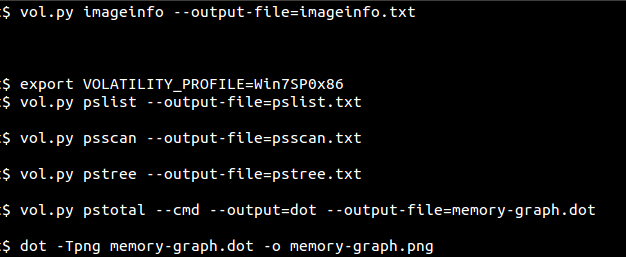 $ vol.py imageinfo --output-file=imageinfo.txt
$ export VOLATILITY_PROFILE=Win7SP0x86
$ vol.py pslist --output-file=pslist.txt
$ vol.py psscan --output-file=psscan.txt
$ vol.py pstree --output-file=pstree.txt
$ vol.py pstotal --cmd --output=dot --output-file=memory-graph.dot
$ dot -Tpng memory-graph.dot -o memory-graph.png